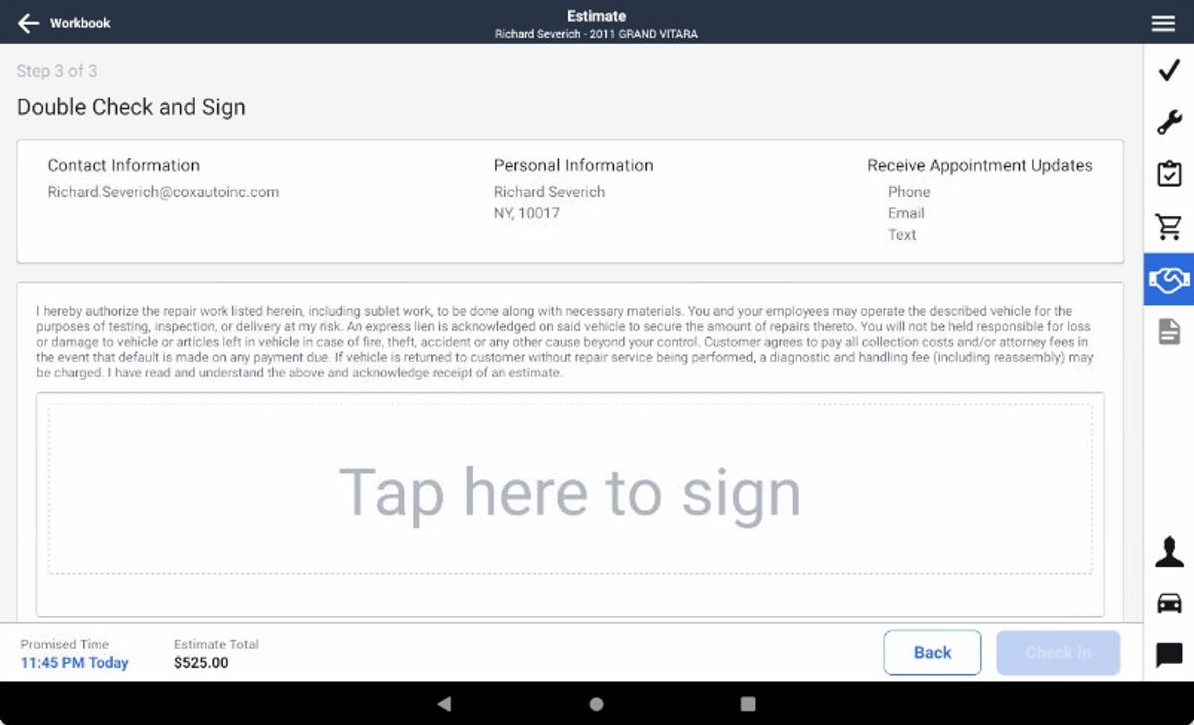 Workbook
Estimate
Richard Severich - 2011 GRAND VITARA
Step 3 of 3
Double Check and Sign
Contact Information
Richard.Severich@coxautoinc.com
Personal Information
Richard Severich
NY, 10017
Receive Appointment Updates
Phone
Email
Text
I hereby authorize the repair work listed herein, including sublet work, to be done along with necessary materials. You and your employees may operate the described vehicle for the
purposes of testing, inspection, or delivery at my risk. An express lien is acknowledged on said vehicle to secure the amount of repairs thereto. You will not be held responsible for loss
or damage to vehicle or articles left in vehicle in case of fire, theft, accident or any other cause beyond your control. Customer agrees to pay all collection costs and/or attorney fees in
the event that default is made on any payment due. If vehicle is returned to customer without repair service being performed, a diagnostic and handling fee (including reassembly) may
be charged. I have read and understand the above and acknowledge receipt of an estimate.
Tap here to sign
Promised Time
11:45 PM Today
Estimate Total
$525.00
Back
Check In